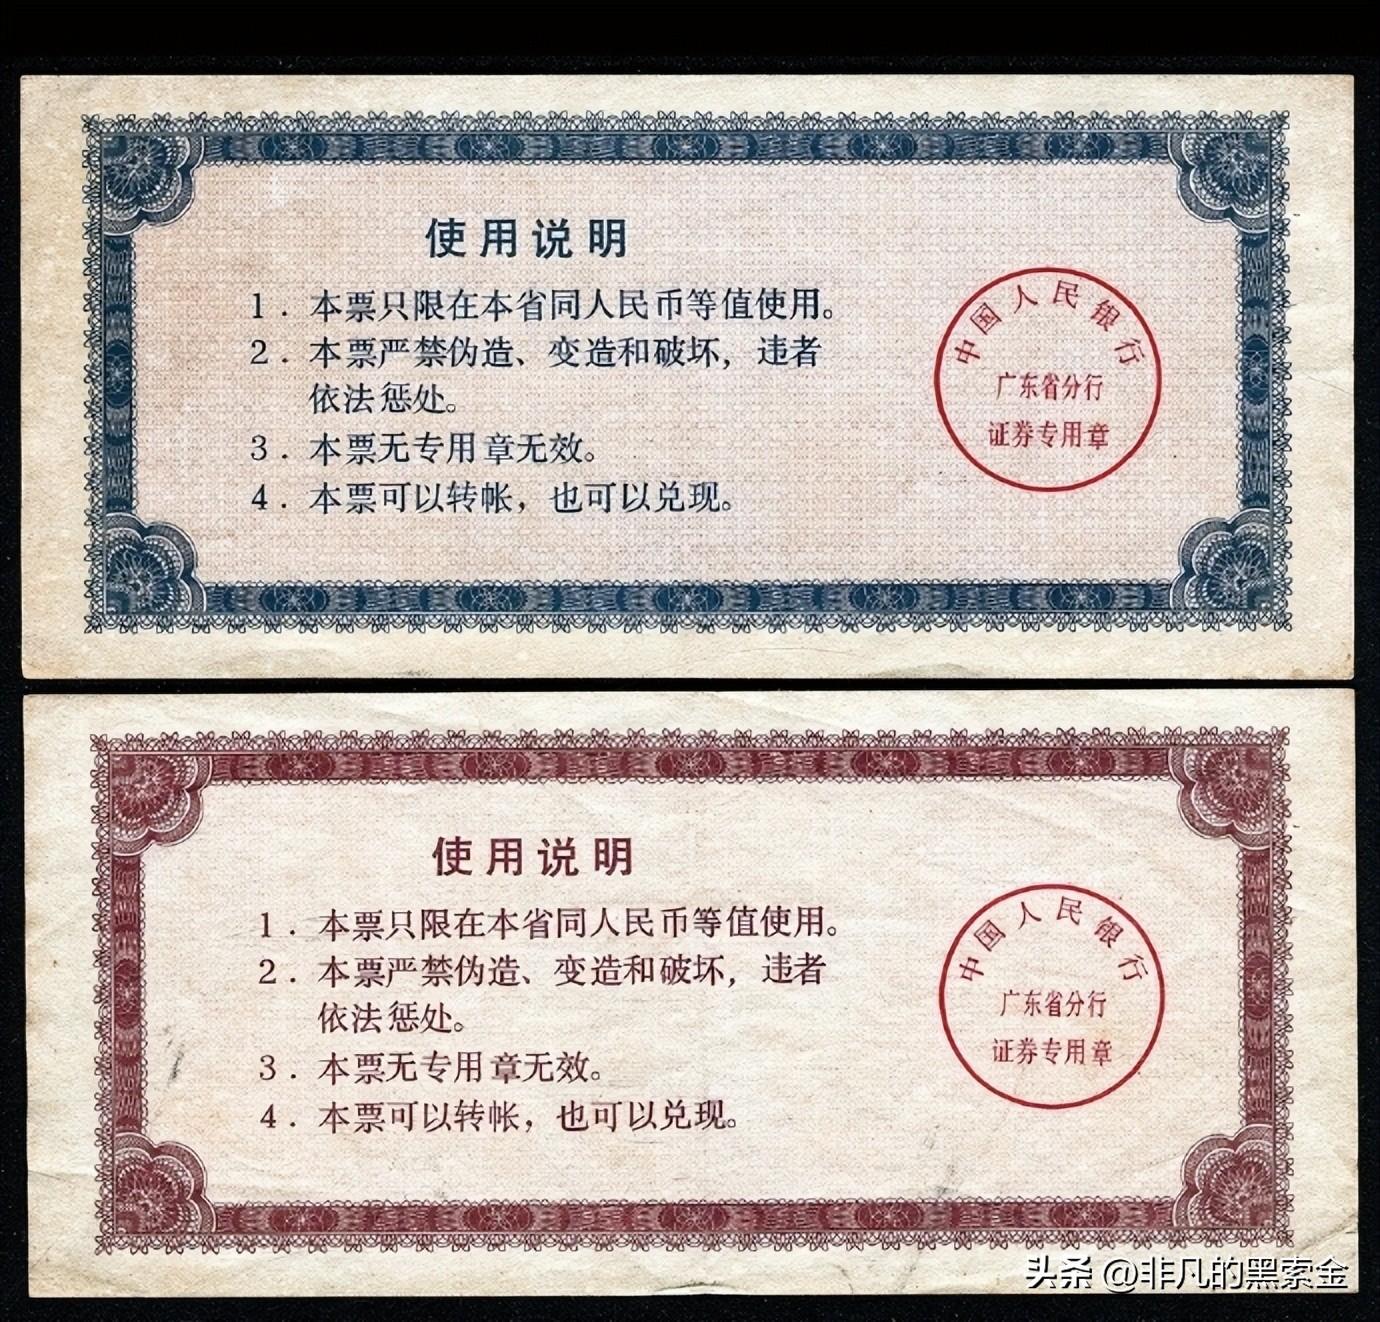 使用说明
1．本票只限在本省同人民币等值使用。
2．本票严禁伪造、变造和破坏，违者
依法惩处。
3．本票无专用章无效。
4．本票可以转帐，也可以兑现。
中国人民银行
广东省分行
证券专用章
使用说明
1．本票只限在本省同人民币等值使用。
2．本票严禁伪造、变造和破坏，违者
依法惩处。
3．本票无专用章无效。
4．本票可以转帐，也可以兑现。
中国人民银行
广东省分行
证券专用章
头条 @非凡的黑索金